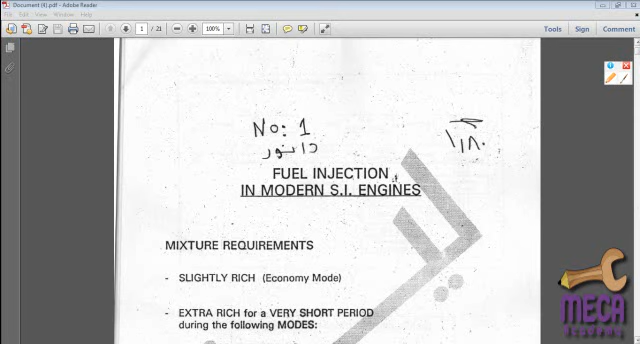 Document (4).pdf - Adobe Reader
File Edit View Window Help
1 / 21
100%
Tools Sign Comment
No: 1
FUEL INJECTION
IN MODERN S.I. ENGINES
MIXTURE REQUIREMENTS
- SLIGHTLY RICH (Economy Mode)
- EXTRA RICH for a VERY SHORT PERIOD
during the following MODES:
MECA
Academy